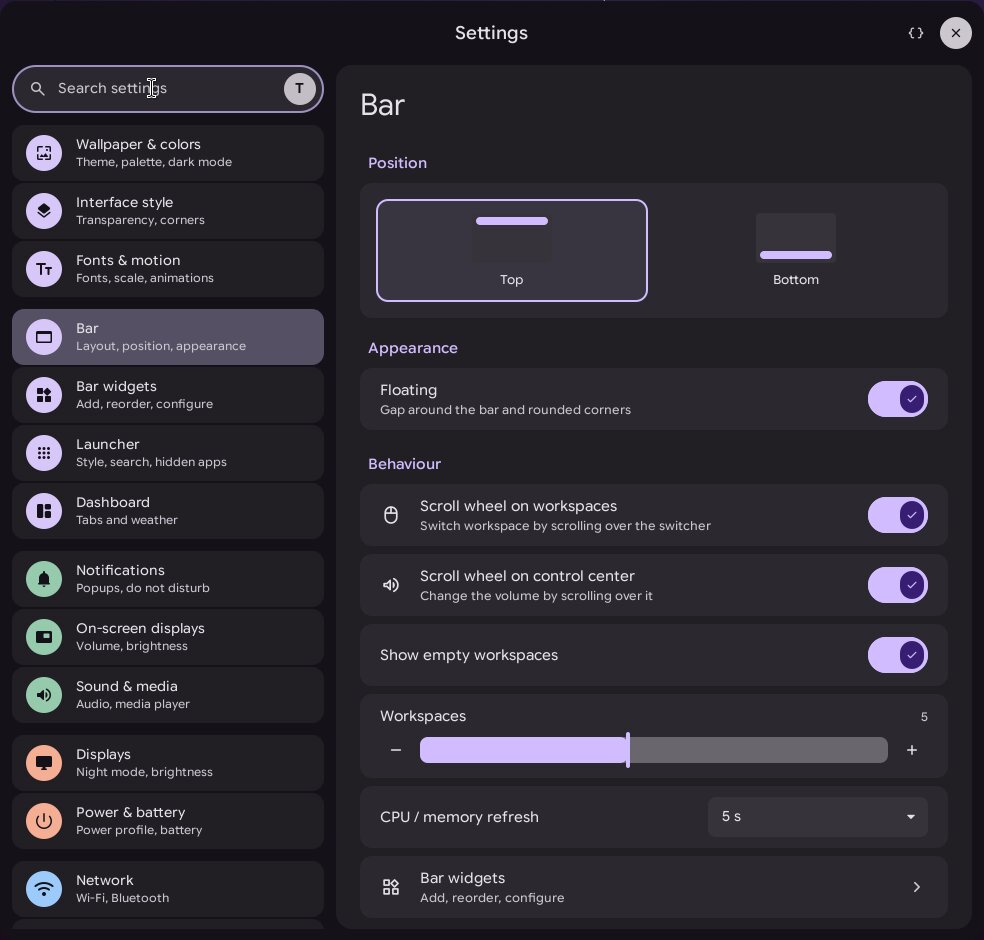 Settings
Search settings
T
Wallpaper & colors
Theme, palette, dark mode
Interface style
Transparency, corners
Tт
Fonts & motion
Fonts, scale, animations
Bar
Layout, position, appearance
Bar widgets
Add, reorder, configure
Launcher
Style, search, hidden apps
Dashboard
Tabs and weather
Notifications
Popups, do not disturb
On-screen displays
Volume, brightness
Sound & media
Audio, media player
Displays
Night mode, brightness
Power & battery
Power profile, battery
Network
Wi-Fi, Bluetooth
Bar
Position
Top
Bottom
Appearance
Floating
Gap around the bar and rounded corners
Behaviour
Scroll wheel on workspaces
Switch workspace by scrolling over the switcher
Scroll wheel on control center
Change the volume by scrolling over it
Show empty workspaces
Workspaces
5
CPU / memory refresh
5 s
Bar widgets
Add, reorder, configure